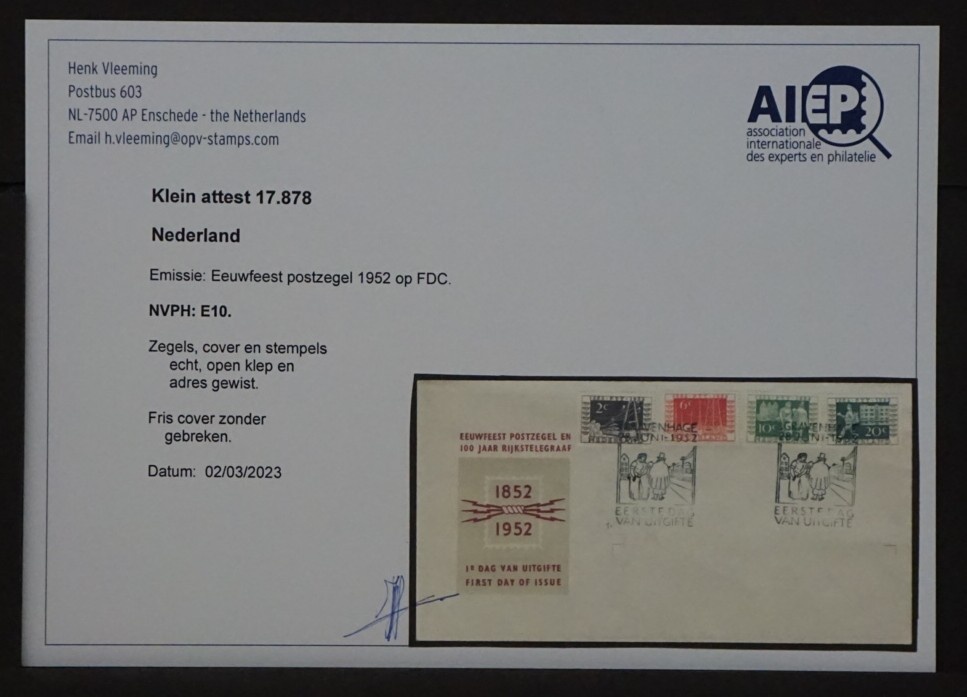 Henk Vleeming
Postbus 603
NL-7500 AP Enschede - the Netherlands
Email h.vleeming@opv-stamps.com
AIEP
association
internationale
des experts en philatelie
Klein attest 17.878
Nederland
Emissie: Eeuwfeest postzegel 1952 op FDC.
NVPH: E10.
Zegels, cover en stempels
echt, open klep en
adres gewist.
Fris cover zonder
gebreken.
Datum: 02/03/2023
EEUWFEEST POSTZEGEL EN
100 JAAR RIJKSTELEGRAAF
1852
1952
1e DAG VAN UITGIFTE
FIRST DAY OF ISSUE
2c
6c
10c
20c
EERSTE DAG
VAN UITGIFTE
EERSTE DAG
VAN UITGIFTE